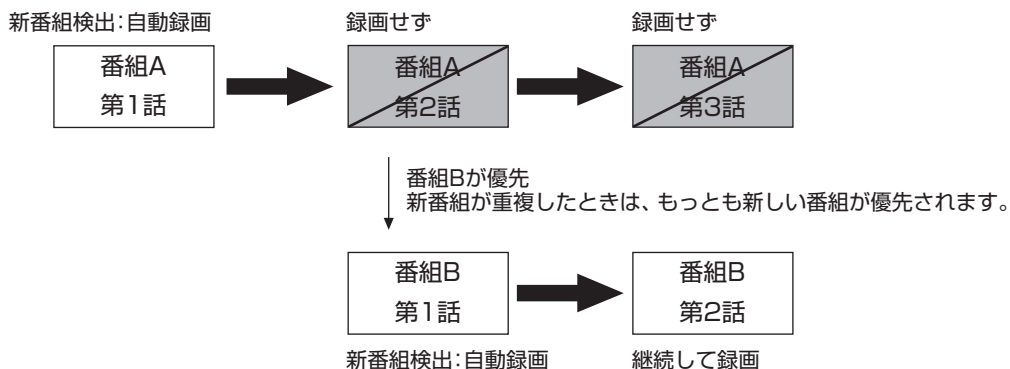 新番組検出：自動録画
録画せず
録画せず
番組A
第1話
番組A
第2話
番組A
第3話
番組Bが優先
新番組が重複したときは、もっとも新しい番組が優先されます。
番組B
第1話
番組B
第2話
新番組検出：自動録画
継続して録画